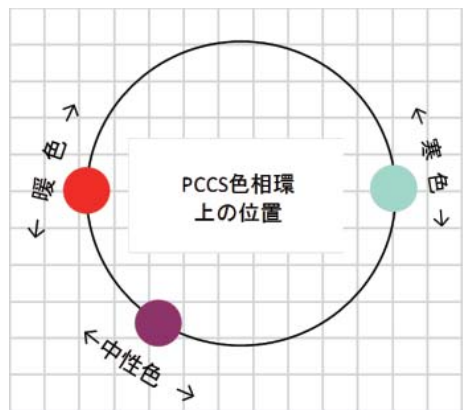 ← 暖色 →
← 寒色 →
PCCS色相環
上の位置
←中性色 →